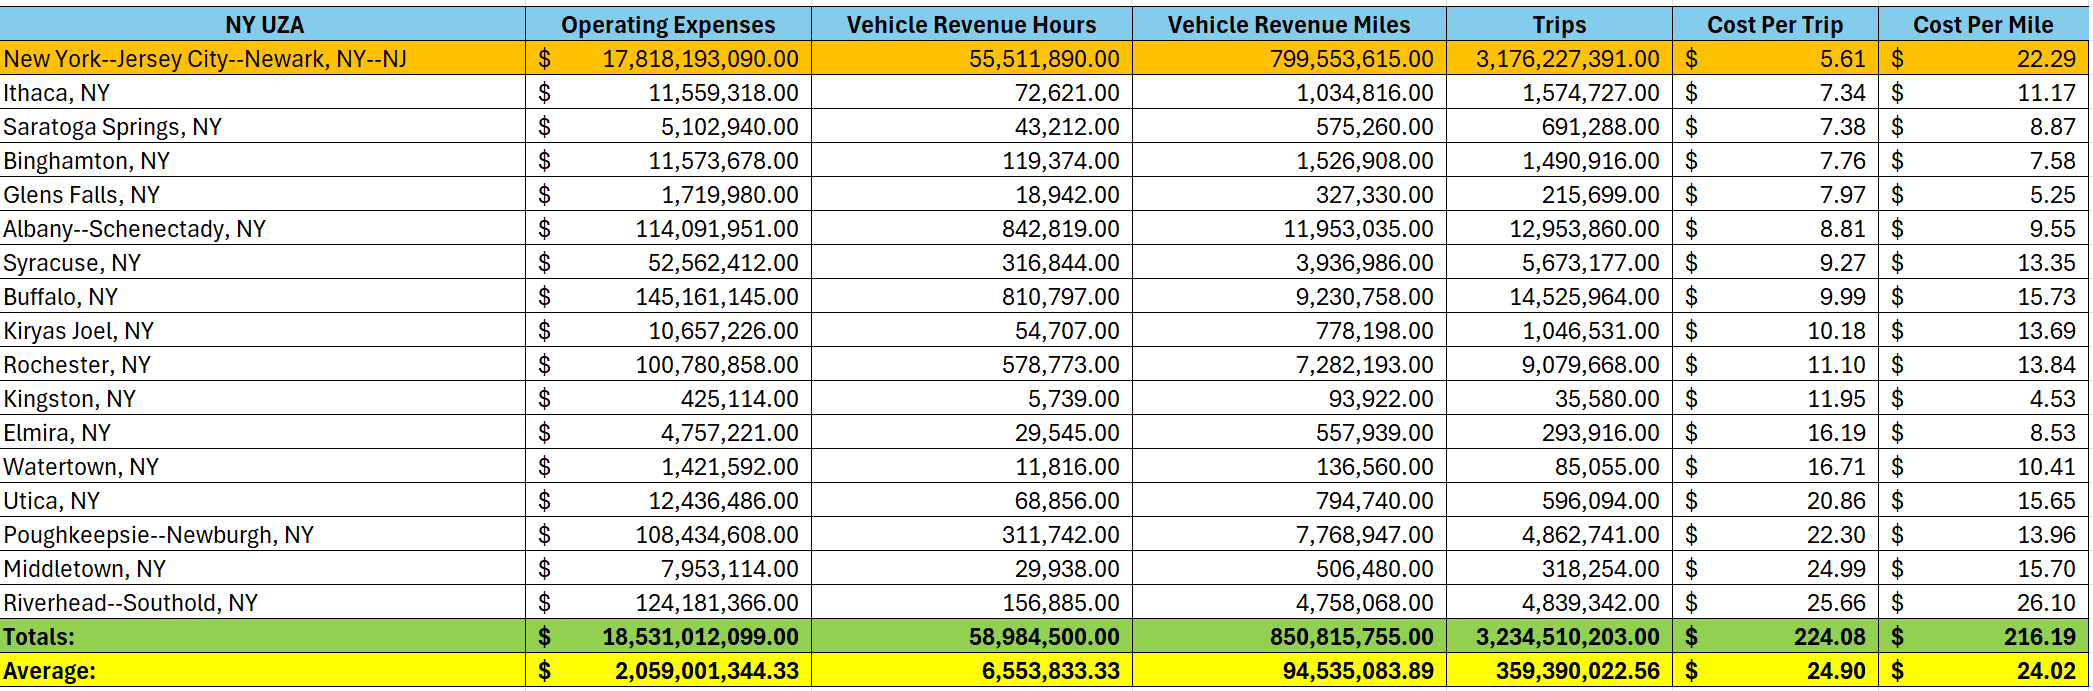 NY UZA Operating Expenses Vehicle Revenue Hours Vehicle Revenue Miles Trips Cost Per Trip Cost Per Mile
New York--Jersey City--Newark, NY--NJ $ 17,818,193,090.00 55,511,890.00 799,553,615.00 3,176,227,391.00 $ 5.61 $ 22.29
Ithaca, NY $ 11,559,318.00 72,621.00 1,034,816.00 1,574,727.00 $ 7.34 $ 11.17
Saratoga Springs, NY $ 5,102,940.00 43,212.00 575,260.00 691,288.00 $ 7.38 $ 8.87
Binghamton, NY $ 11,573,678.00 119,374.00 1,526,908.00 1,490,916.00 $ 7.76 $ 7.58
Glens Falls, NY $ 1,719,980.00 18,942.00 327,330.00 215,699.00 $ 7.97 $ 5.25
Albany--Schenectady, NY $ 114,091,951.00 842,819.00 11,953,035.00 12,953,860.00 $ 8.81 $ 9.55
Syracuse, NY $ 52,562,412.00 316,844.00 3,936,986.00 5,673,177.00 $ 9.27 $ 13.35
Buffalo, NY $ 145,161,145.00 810,797.00 9,230,758.00 14,525,964.00 $ 9.99 $ 15.73
Kiryas Joel, NY $ 10,657,226.00 54,707.00 778,198.00 1,046,531.00 $ 10.18 $ 13.69
Rochester, NY $ 100,780,858.00 578,773.00 7,282,193.00 9,079,668.00 $ 11.10 $ 13.84
Kingston, NY $ 425,114.00 5,739.00 93,922.00 35,580.00 $ 11.95 $ 4.53
Elmira, NY $ 4,757,221.00 29,545.00 557,939.00 293,916.00 $ 16.19 $ 8.53
Watertown, NY $ 1,421,592.00 11,816.00 136,560.00 85,055.00 $ 16.71 $ 10.41
Utica, NY $ 12,436,486.00 68,856.00 794,740.00 596,094.00 $ 20.86 $ 15.65
Poughkeepsie--Newburgh, NY $ 108,434,608.00 311,742.00 7,768,947.00 4,862,741.00 $ 22.30 $ 13.96
Middletown, NY $ 7,953,114.00 29,938.00 506,480.00 318,254.00 $ 24.99 $ 15.70
Riverhead--Southold, NY $ 124,181,366.00 156,885.00 4,758,068.00 4,839,342.00 $ 25.66 $ 26.10
Totals: $ 18,531,012,099.00 58,984,500.00 850,815,755.00 3,234,510,203.00 $ 224.08 $ 216.19
Average: $ 2,059,001,344.33 6,553,833.33 94,535,083.89 359,390,022.56 $ 24.90 $ 24.02